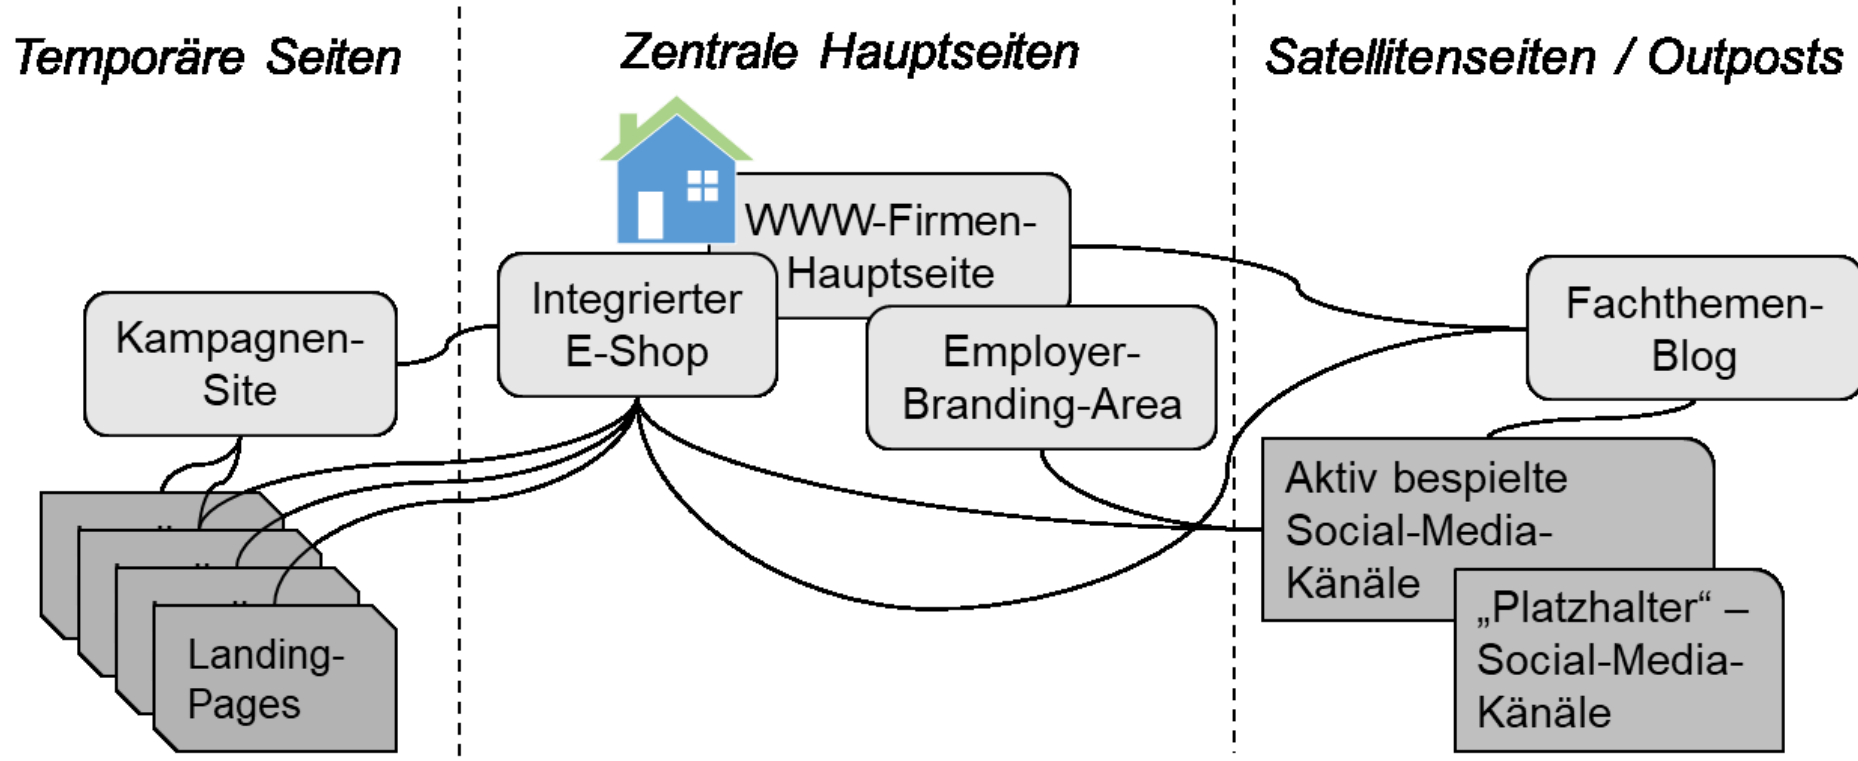 Temporäre Seiten
Zentrale Hauptseiten
Satellitenseiten / Outposts
WWW-Firmen-
Hauptseite
Integrierter
E-Shop
Employer-
Branding-Area
Kampagnen-
Site
Landing-
Pages
Fachthemen-
Blog
Aktiv bespielte
Social-Media-
Känäle
„Platzhalter“ –
Social-Media-
Känäle